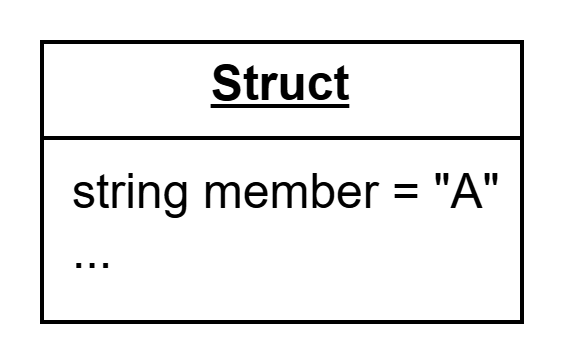 Struct
string member = "A"
...